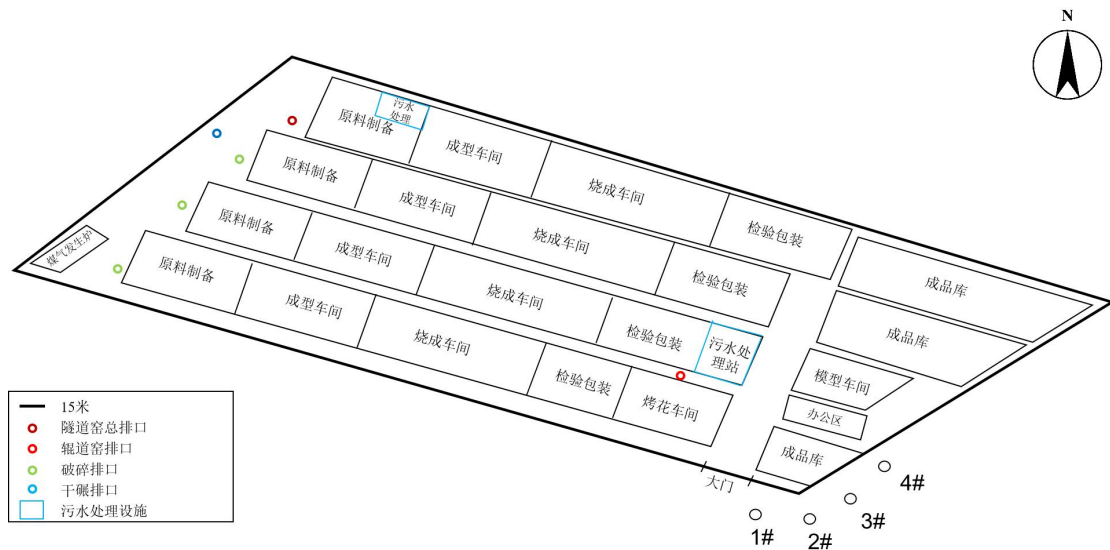 N
污水
处理
原料制备
成型车间
烧成车间
检验包装
原料制备
成型车间
烧成车间
检验包装
原料制备
成型车间
烧成车间
检验包装
污水处
理站
原料制备
成型车间
烧成车间
检验包装
烤花车间
煤气发生炉
成品库
成品库
模型车间
办公区
成品库
大门
1#
2#
3#
4#
15米
隧道窑总排口
辊道窑排口
破碎排口
干碾排口
污水处理设施